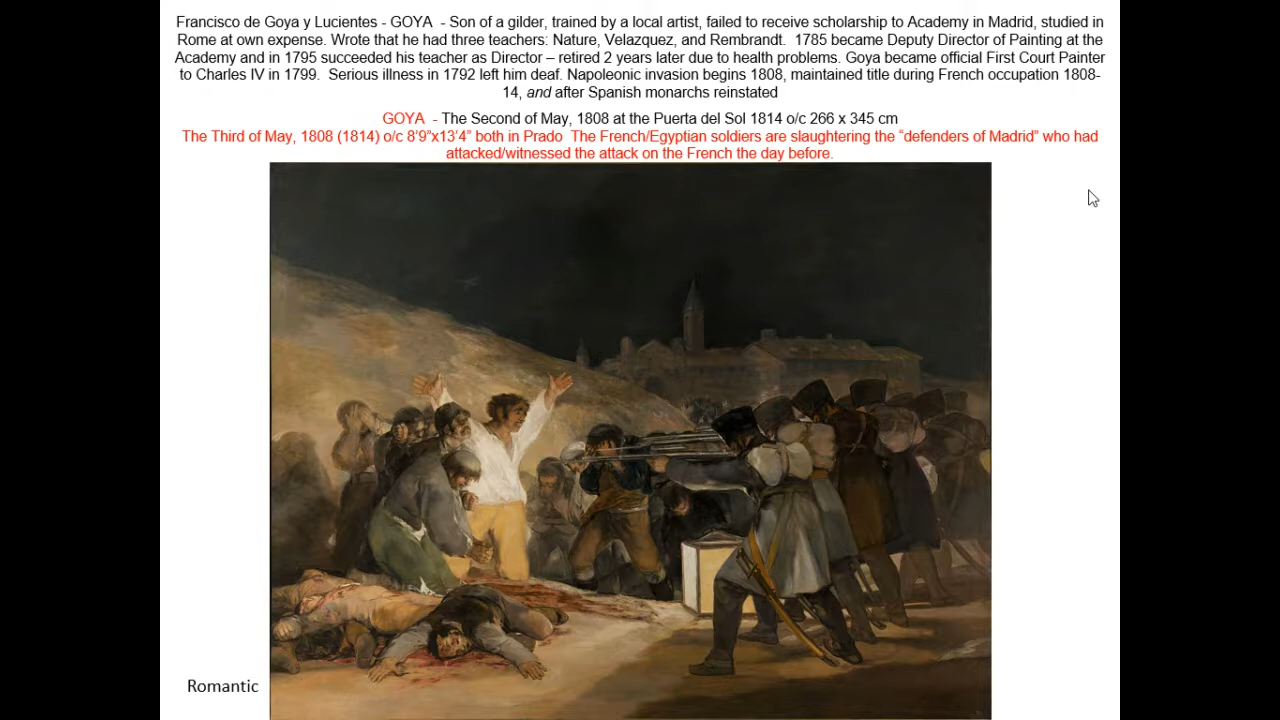 Francisco de Goya y Lucientes - GOYA - Son of a gilder, trained by a local artist, failed to receive scholarship to Academy in Madrid, studied in
Rome at own expense. Wrote that he had three teachers: Nature, Velazquez, and Rembrandt. 1785 became Deputy Director of Painting at the
Academy and in 1795 succeeded his teacher as Director – retired 2 years later due to health problems. Goya became official First Court Painter
to Charles IV in 1799. Serious illness in 1792 left him deaf. Napoleonic invasion begins 1808, maintained title during French occupation 1808-
14, and after Spanish monarchs reinstated
GOYA - The Second of May, 1808 at the Puerta del Sol 1814 o/c 266 x 345 cm
The Third of May, 1808 (1814) o/c 8'9"x13'4" both in Prado The French/Egyptian soldiers are slaughtering the “defenders of Madrid” who had
attacked/witnessed the attack on the French the day before.
Romantic